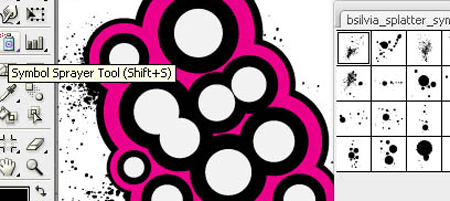 bsilvia_splatter_sym
Symbol Sprayer Tool (Shift+S)